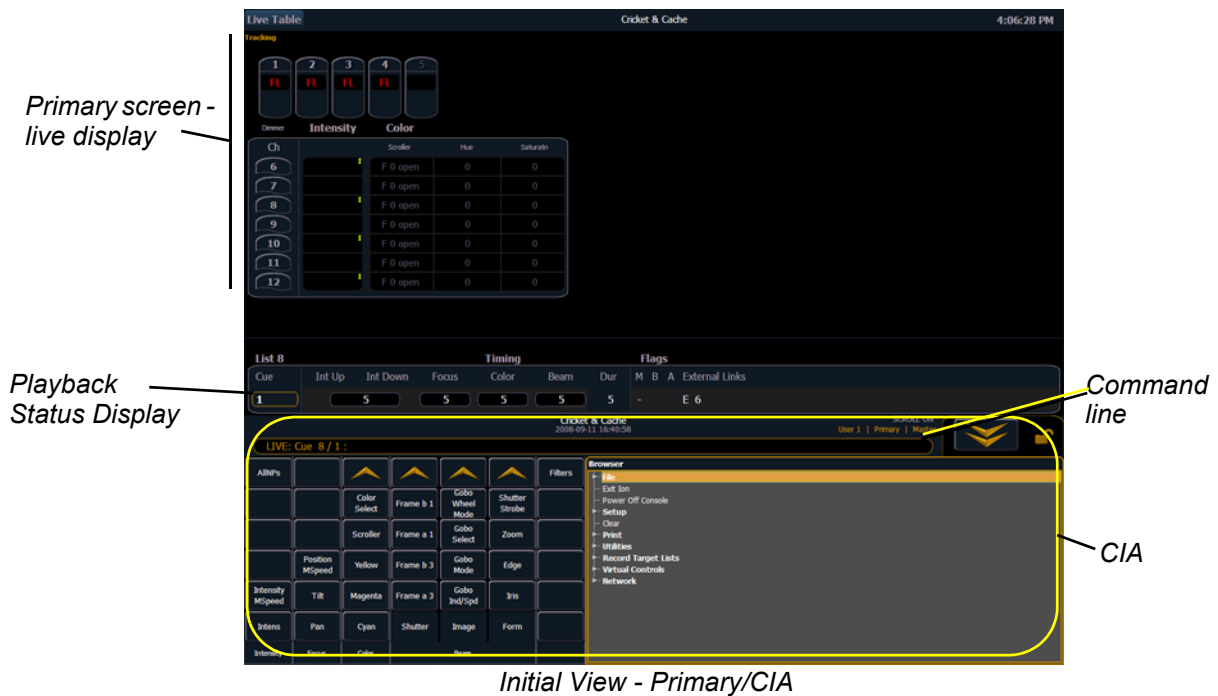 Live Table Cricket & Cache 4:06:28 PM
Tracking
1 2 3 4 5
FL FL FL FL
Primary screen -
live display
Dimmer Intensity Color
Ch Scroller Hue Saturatn
6 I F 0 open 0 0
7 F 0 open 0 0
8 I F 0 open 0 0
9 F 0 open 0 0
10 I F 0 open 0 0
11 F 0 open 0 0
12 I F 0 open 0 0
List 8 Timing Flags
Cue Int Up Int Down Focus Color Beam Dur M B A External Links
1 5 5 5 5 5 - E 6
Playback
Status Display
Command
line
Cricket & Cache
2008-09-11 16:40:58
SCROLL ON
User 1 | Primary | Master
LIVE: Cue 8 / 1 :
AllNPs Filters
Color Select Frame b 1 Gobo Wheel Mode Shutter Strobe
Scroller Frame a 1 Gobo Select Zoom
Position MSpeed Yellow Frame b 3 Gobo Mode Edge
Intensity MSpeed Tilt Magenta Frame a 3 Gobo Ind/Spd Iris
Intens Pan Cyan Shutter Image Form
Intensity Focus Color Beam
Browser
File
Exit Ion
Power Off Console
Setup
Clear
Print
Utilities
Record Target Lists
Virtual Controls
Network
CIA
Initial View - Primary/CIA